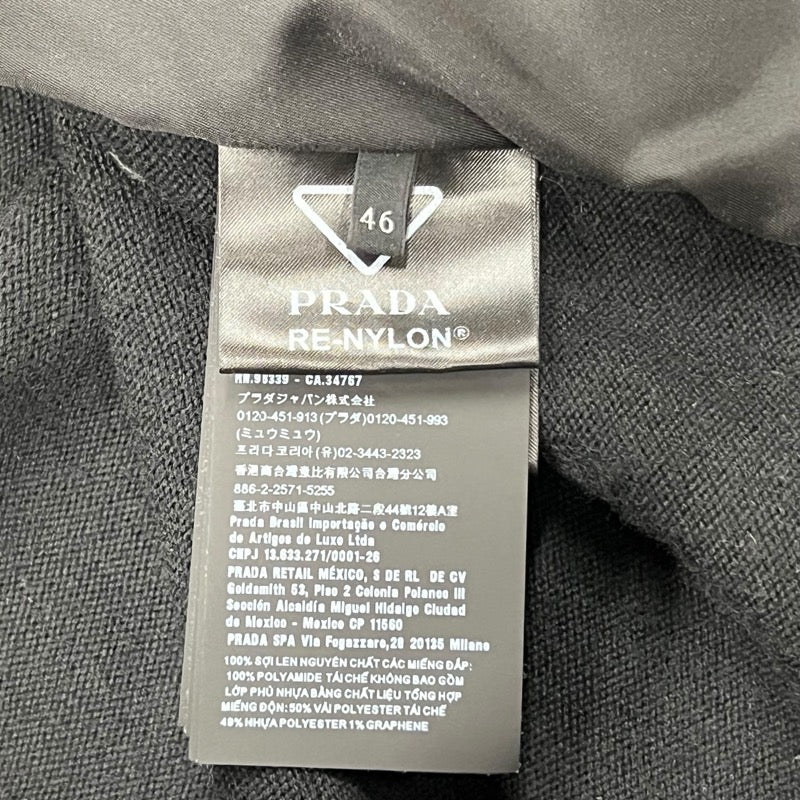 46
PRADA
RE-NYLON®
RN.98339 - CA.34767
プラダジャパン株式会社
0120-451-913(プラダ)0120-451-993
(ミュウミュウ)
프라다코리아(유)02-3443-2323
香港商台灣意比有限公司台灣分公司
886-2-2571-5255
臺北市中山區中山北路二段44號12樓A室
Prada Brasil Importação e Comércio
de Artigos de Luxo Ltda
CNPJ 13.633.271/0001-26
PRADA RETAIL MÉXICO, S DE RL DE CV
Goldsmith 53, Piso 2 Colonia Polanco III
Sección Alcaldía Miguel Hidalgo Ciudad
de Mexico - Mexico CP 11560
PRADA SPA Via Fogazzaro,28 20135 Milano
100% SỢI LEN NGUYÊN CHẤT CÁC MIẾNG ĐẮP:
100% POLYAMIDE TÁI CHẾ KHÔNG BAO GỒM
LỚP PHỦ NHỰA BẰNG CHẤT LIỆU TỔNG HỢP
MIẾNG ĐỘN:50% VẢI POLYESTER TÁI CHẾ
49% NHỰA POLYESTER 1% GRAPHENE